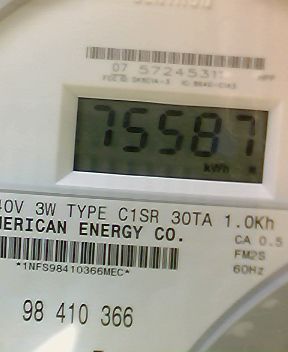 07 5724531
75587
kWh
40V 3W TYPE C1SR 30TA 1.0Kh
MERICAN ENERGY CO.
CA 0.5
FM2S
60Hz
*1NFS98410366MEC*
98 410 366